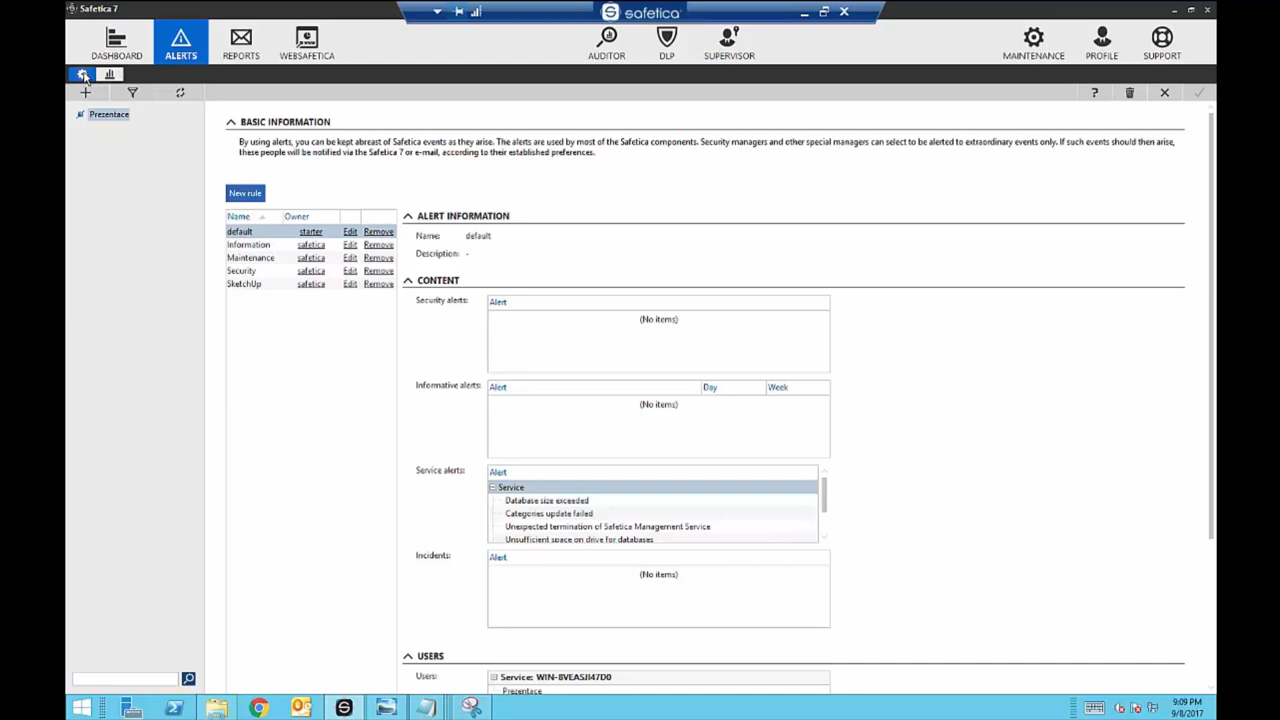 Safetica 7
safetica
DASHBOARD
ALERTS
REPORTS
WEBSAFETICA
AUDITOR
DLP
SUPERVISOR
MAINTENANCE
PROFILE
SUPPORT
Prezentace
BASIC INFORMATION
By using alerts, you can be kept abreast of Safetica events as they arise. The alerts are used by most of the Safetica components. Security managers and other special managers can select to be alerted to extraordinary events only. If such events should then arise,
these people will be notified via the Safetica 7 or e-mail, according to their established preferences.
New rule
Name Owner
default starter Edit Remove
Information safetica Edit Remove
Maintenance safetica Edit Remove
Security safetica Edit Remove
SketchUp safetica Edit Remove
ALERT INFORMATION
Name: default
Description: -
CONTENT
Security alerts: Alert
(No items)
Informative alerts: Alert Day Week
(No items)
Service alerts: Alert
Service
Database size exceeded
Categories update failed
Unexpected termination of Safetica Management Service
Unsufficient space on drive for databases
Incidents: Alert
(No items)
USERS
Users: Service: WIN-8VEASJI47D0
Prezentace
9:09 PM
9/8/2017